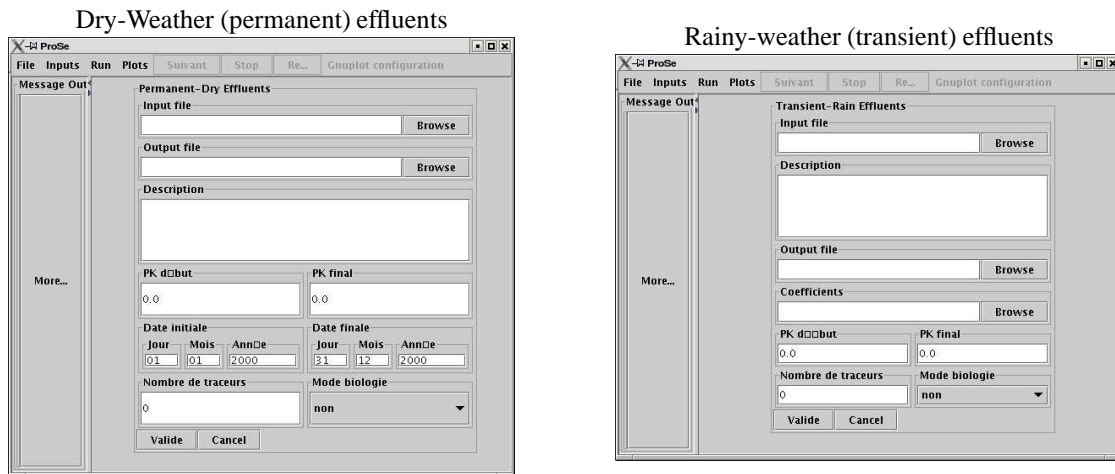 Dry-Weather (permanent) effluents
ProSe
File Inputs Run Plots Suivant Stop Re... Gnuplot configuration
Message Out
Permanent-Dry Effluents
Input file
Browse
Output file
Browse
Description
More...
PK d□but PK final
0.0 0.0
Date initiale Date finale
Jour Mois Ann□e Jour Mois Ann□e
01 01 2000 31 12 2000
Nombre de traceurs Mode biologie
0 non
Valide Cancel
Rainy-weather (transient) effluents
ProSe
File Inputs Run Plots Suivant Stop Re... Gnuplot configuration
Message Out
Transient-Rain Effluents
Input file
Browse
Description
Output file
More...
Browse
Coefficients
Browse
PK d□□but PK final
0.0 0.0
Nombre de traceurs Mode biologie
0 non
Valide Cancel